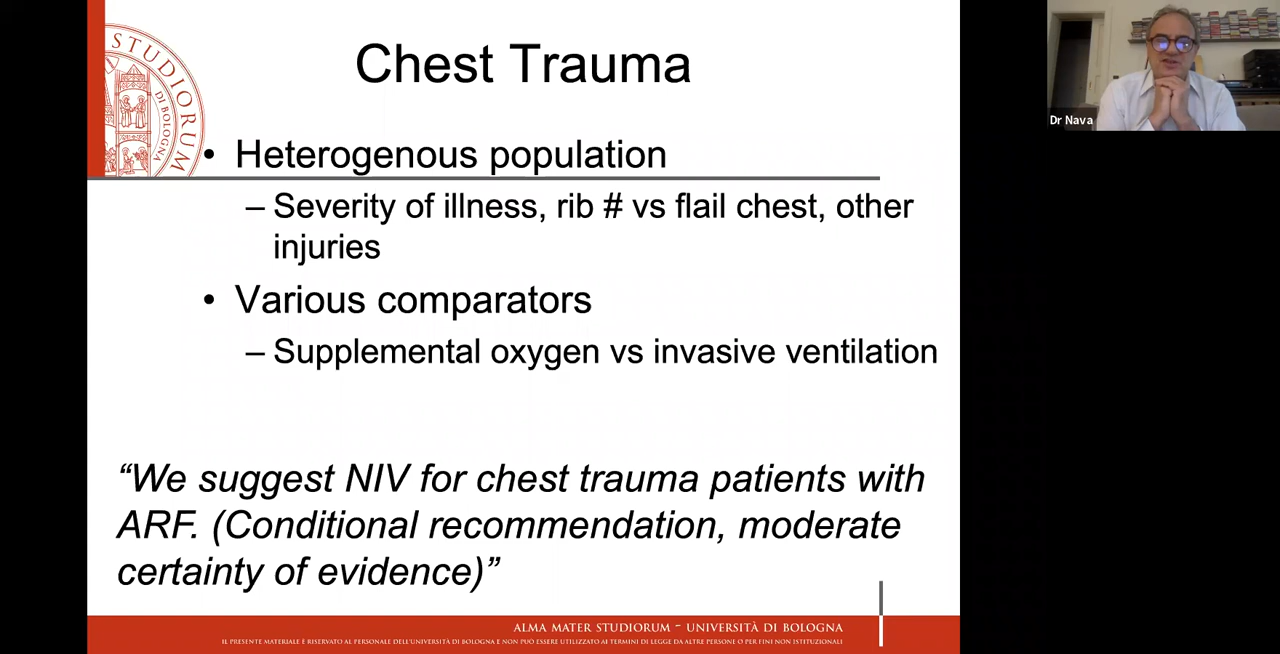 Chest Trauma
STUDIORUM
DI BOLOGNA
• Heterogenous population
– Severity of illness, rib # vs flail chest, other
injuries
• Various comparators
– Supplemental oxygen vs invasive ventilation
“We suggest NIV for chest trauma patients with
ARF. (Conditional recommendation, moderate
certainty of evidence)”
ALMA MATER STUDIORUM ~ UNIVERSITÀ DI BOLOGNA
IL PRESENTE MATERIALE È RISERVATO AL PERSONALE DELL'UNIVERSITÀ DI BOLOGNA E NON PUÒ ESSERE UTILIZZATO AI TERMINI DI LEGGE DA ALTRE PERSONE O PER FINI NON ISTITUZIONALI
Dr Nava